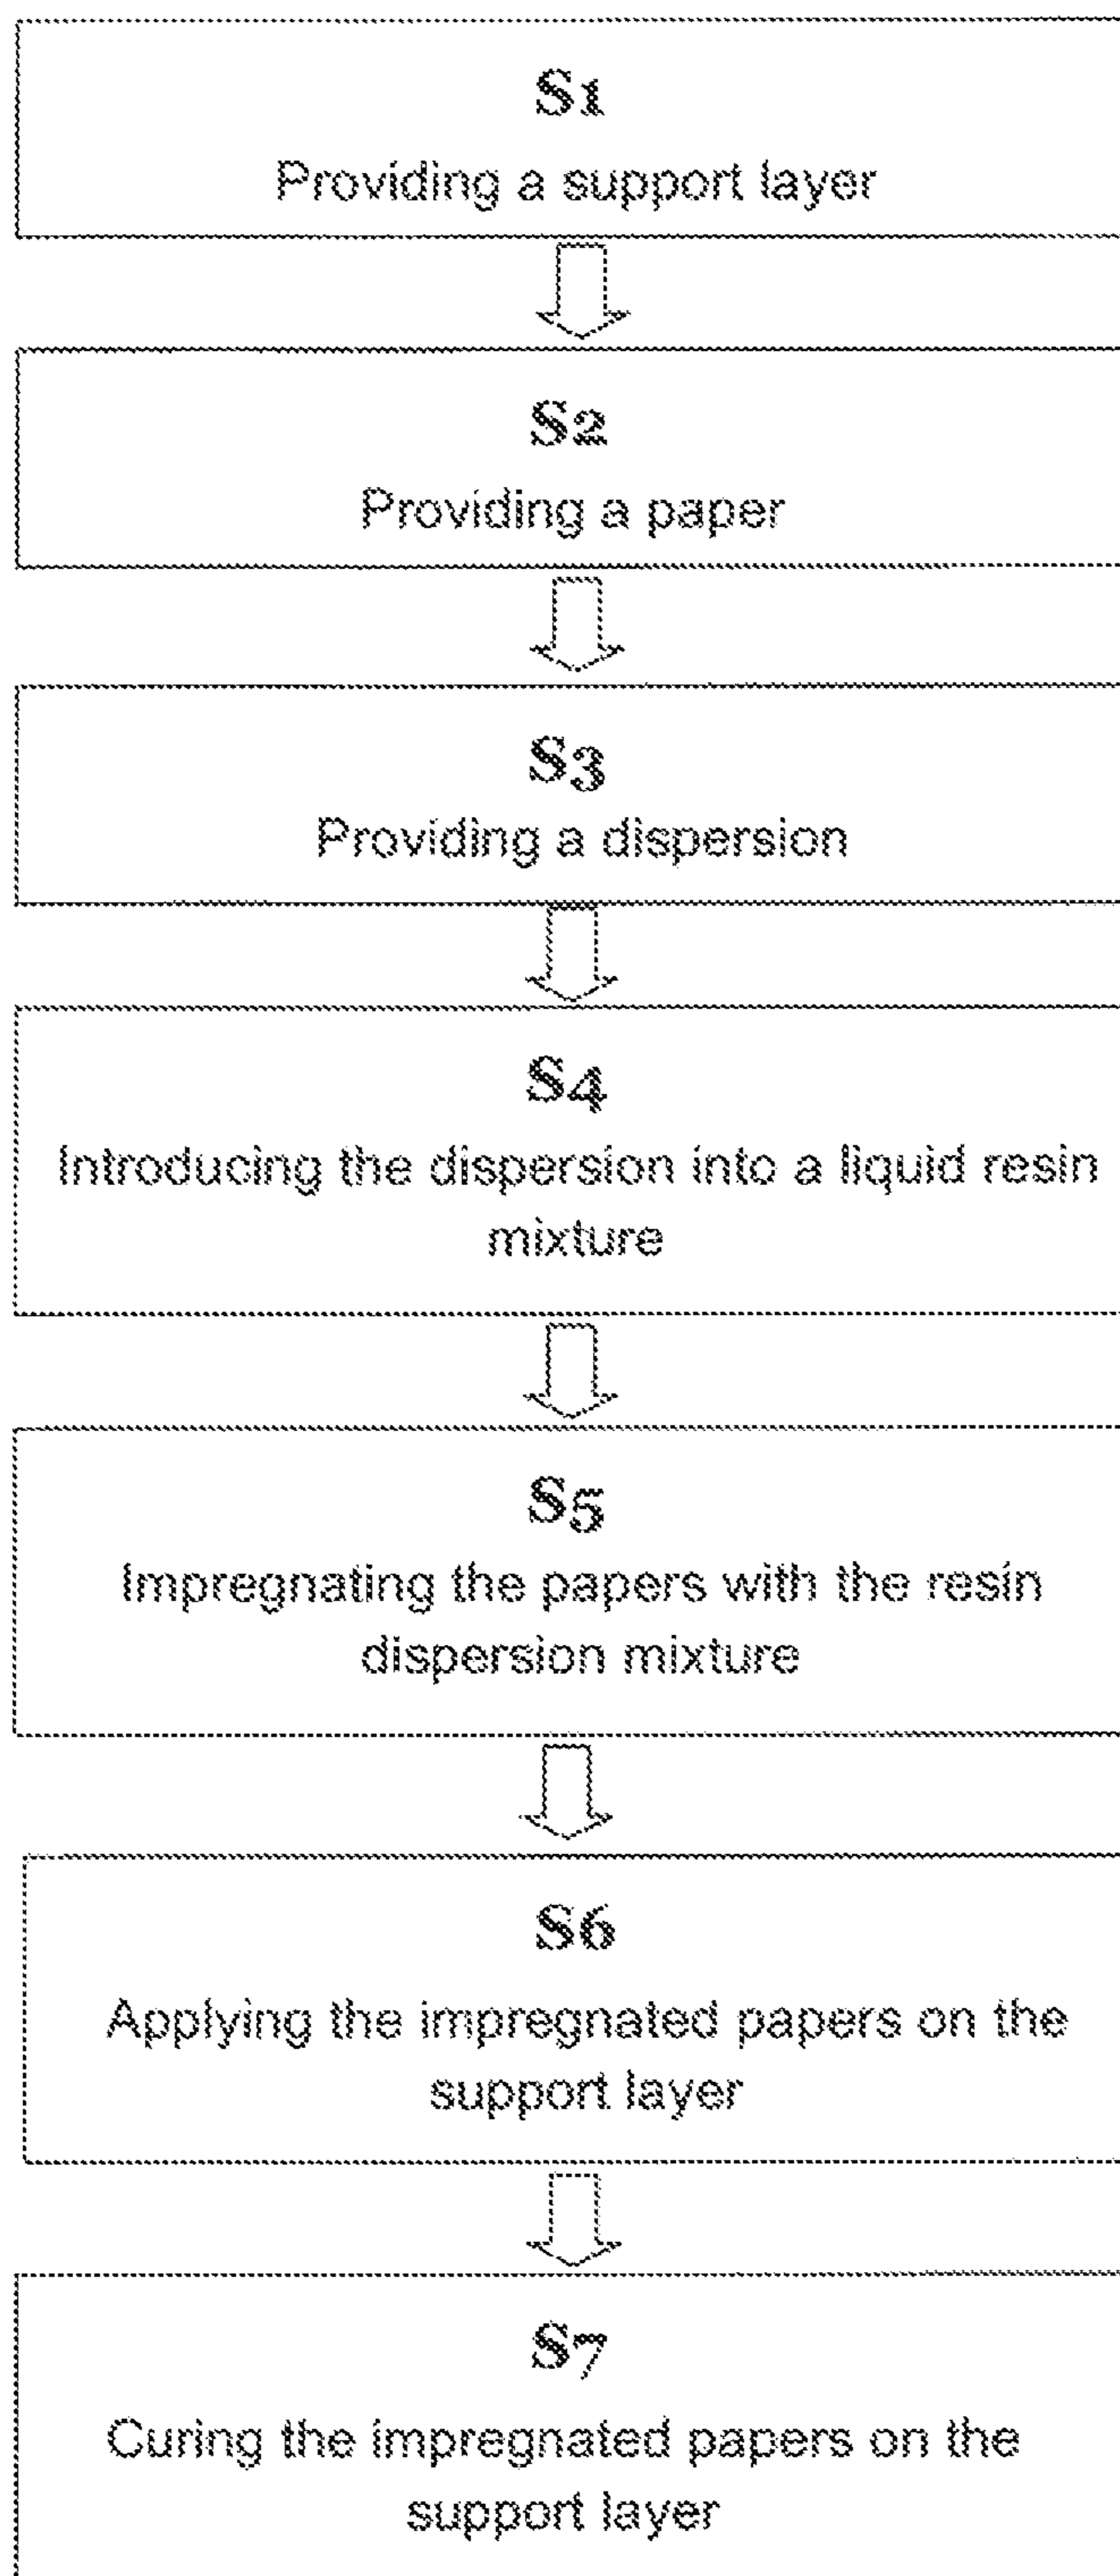 S1
Providing a support layer
S2
Providing a paper
S3
Providing a dispersion
S4
Introducing the dispersion into a liquid resin
mixture
S5
Impregnating the papers with the resin
dispersion mixture
S6
Applying the impregnated papers on the
support layer
S7
Curing the impregnated papers on the
support layer